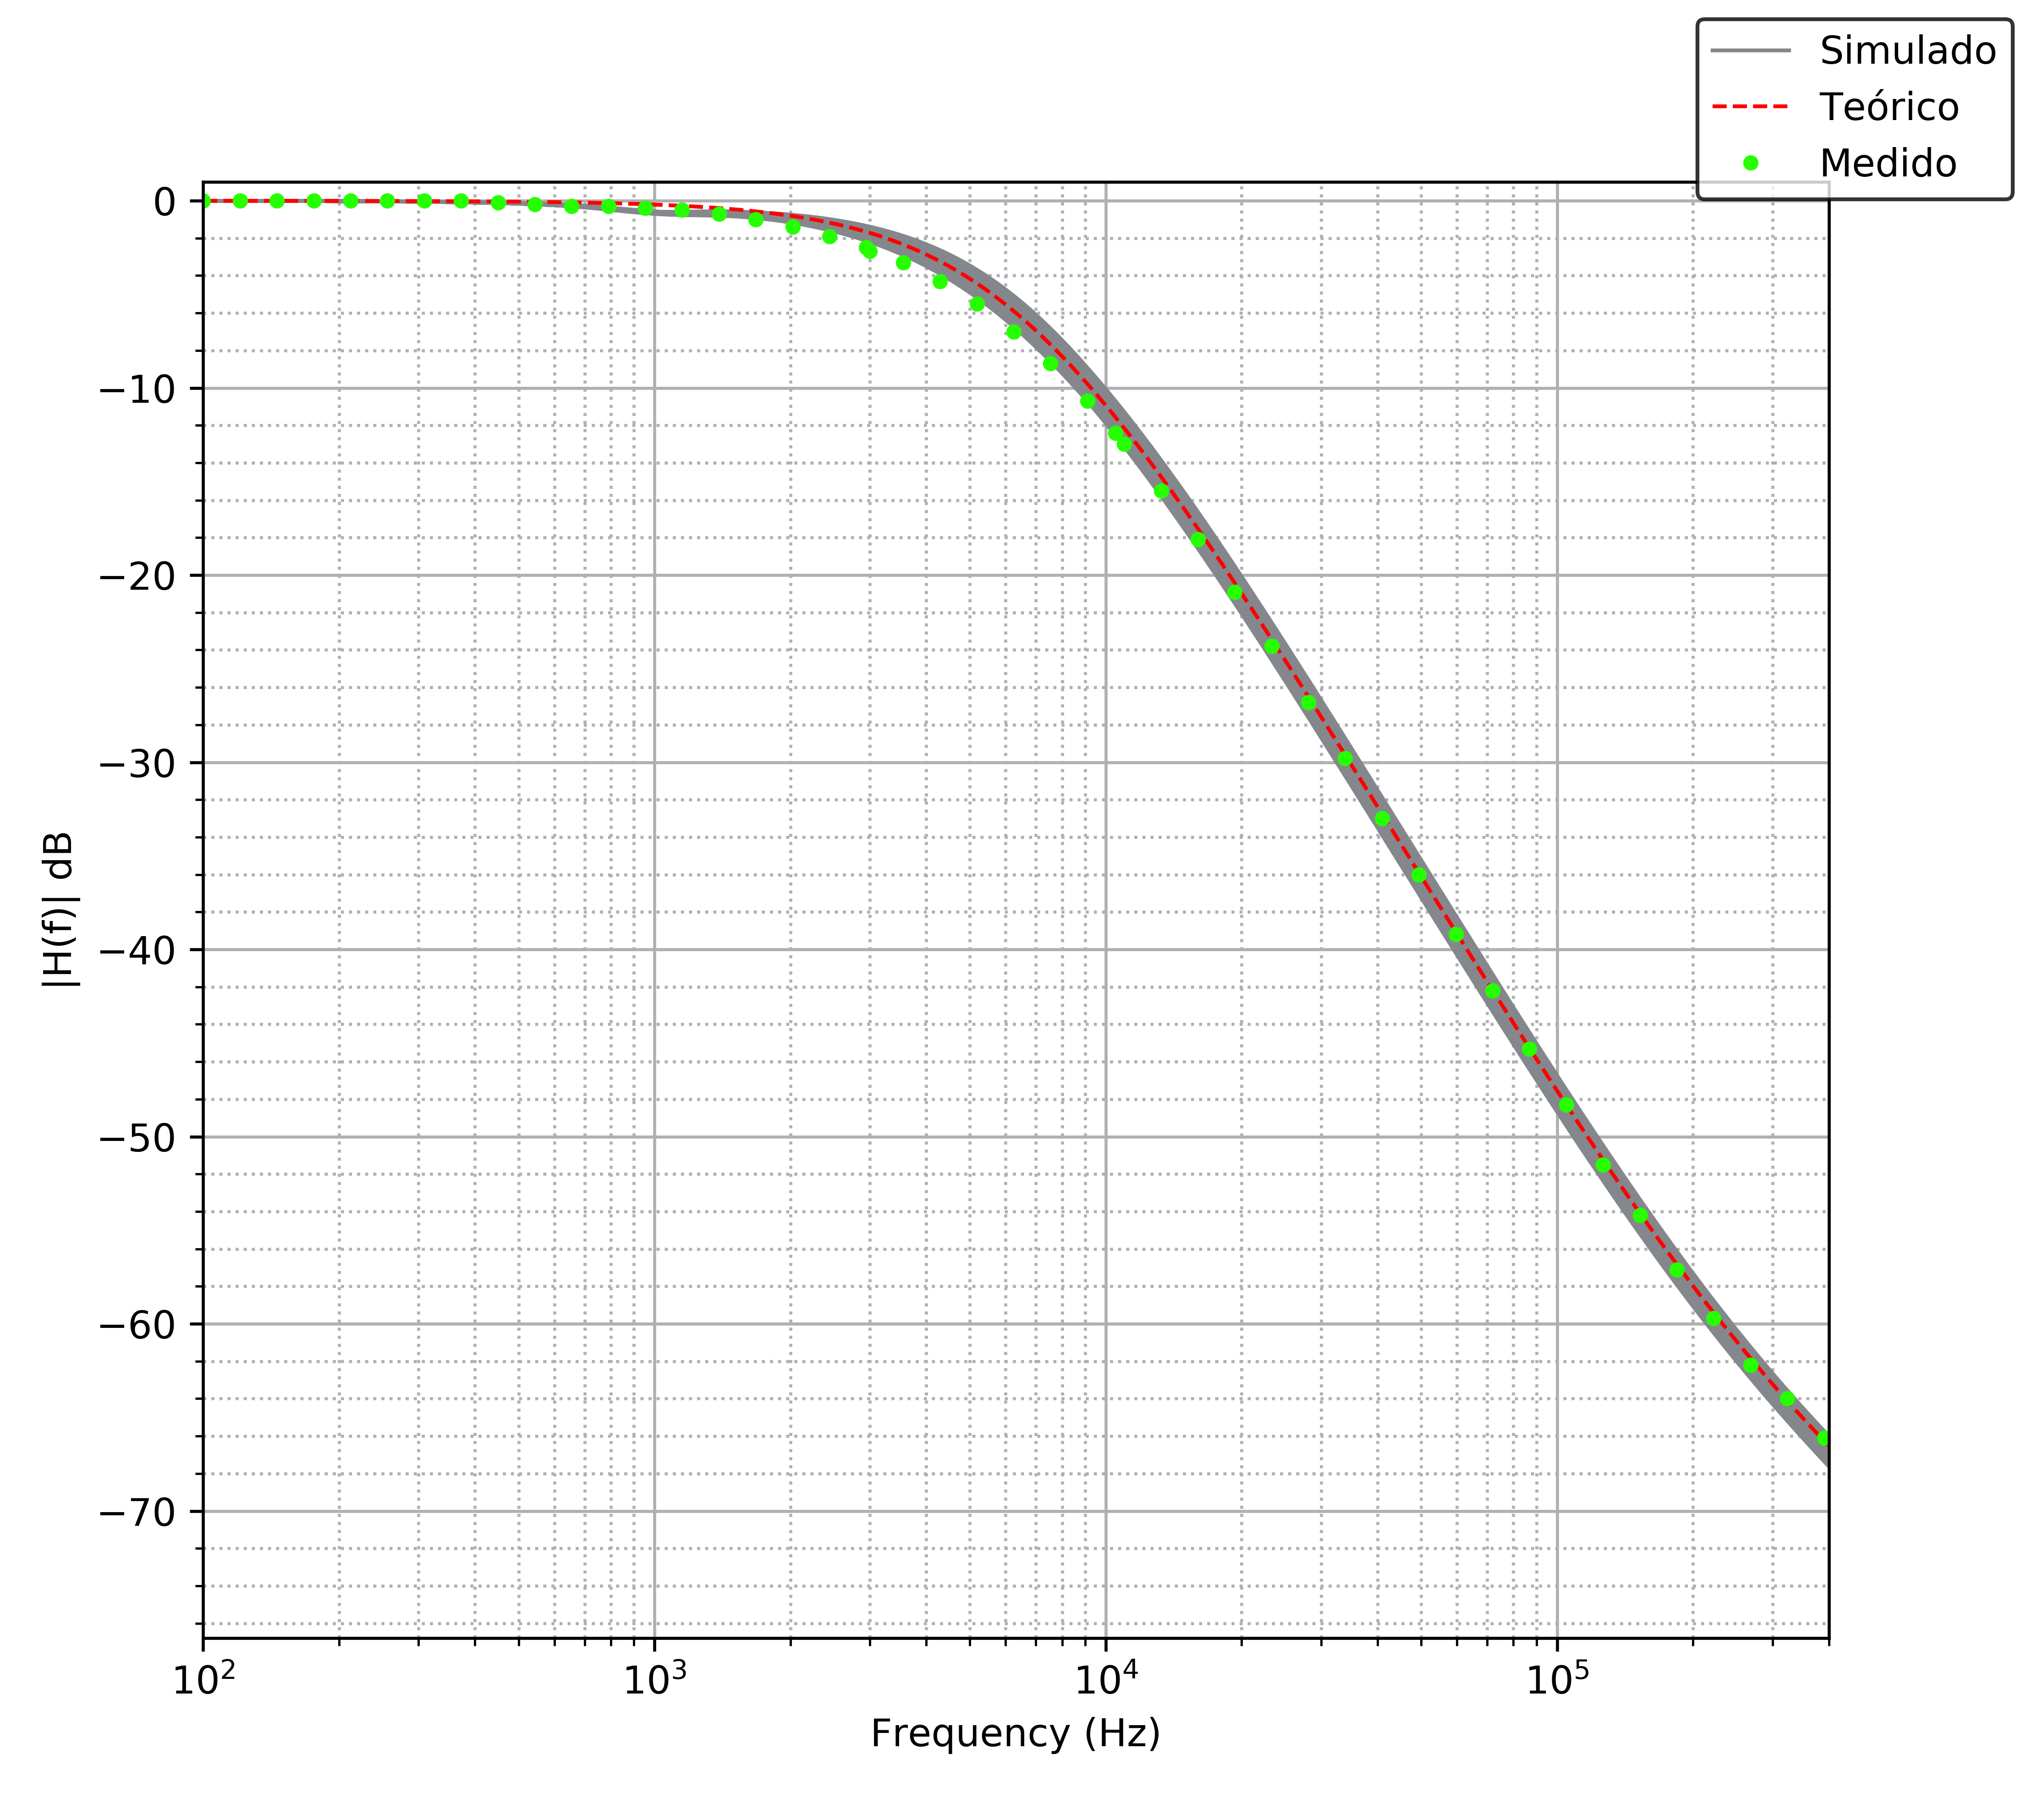 Simulado
Teórico
Medido
0
−10
−20
−30
−40
−50
−60
−70
|H(f)| dB
10²
10³
10⁴
10⁵
Frequency (Hz)